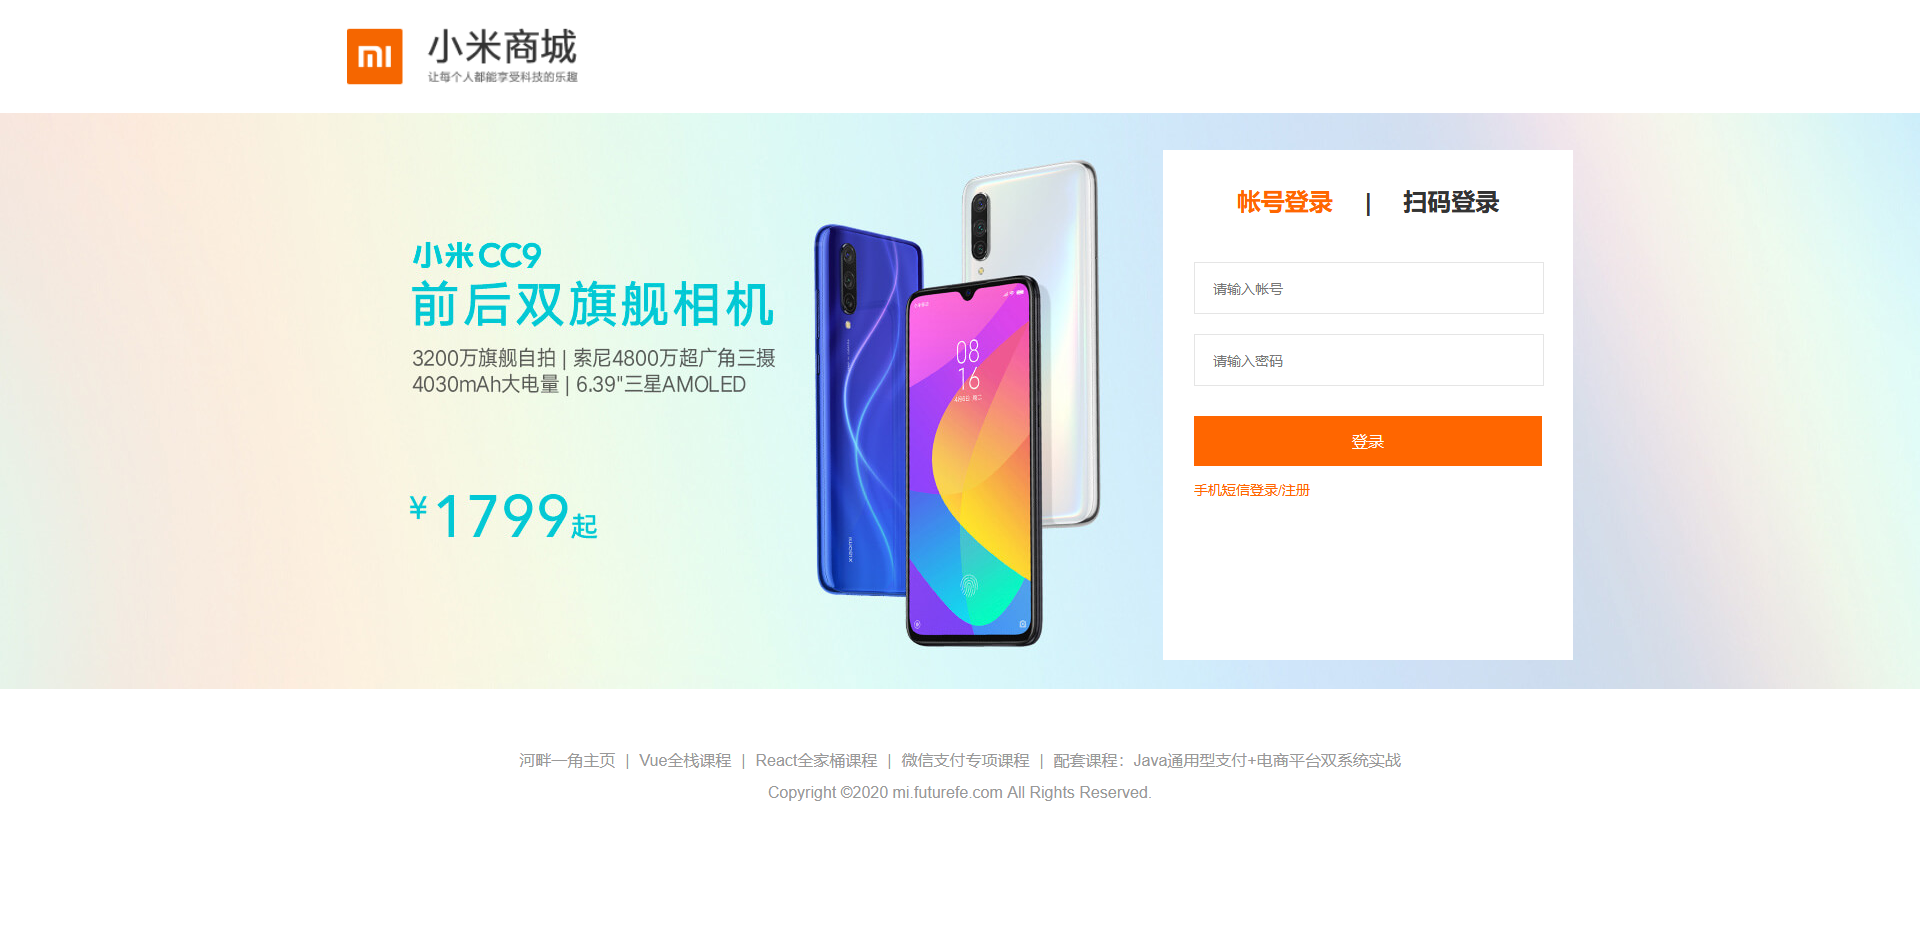 小米商城
让每个人都能享受科技的乐趣
帐号登录 | 扫码登录
小米CC9
前后双旗舰相机
3200万旗舰自拍 | 索尼4800万超广角三摄
4030mAh大电量 | 6.39"三星AMOLED
¥1799起
08
16
请输入帐号
请输入密码
登录
手机短信登录/注册
河畔一角主页 | Vue全栈课程 | React全家桶课程 | 微信支付专项课程 | 配套课程：Java通用型支付+电商平台双系统实战
Copyright ©2020 mi.futurefe.com All Rights Reserved.